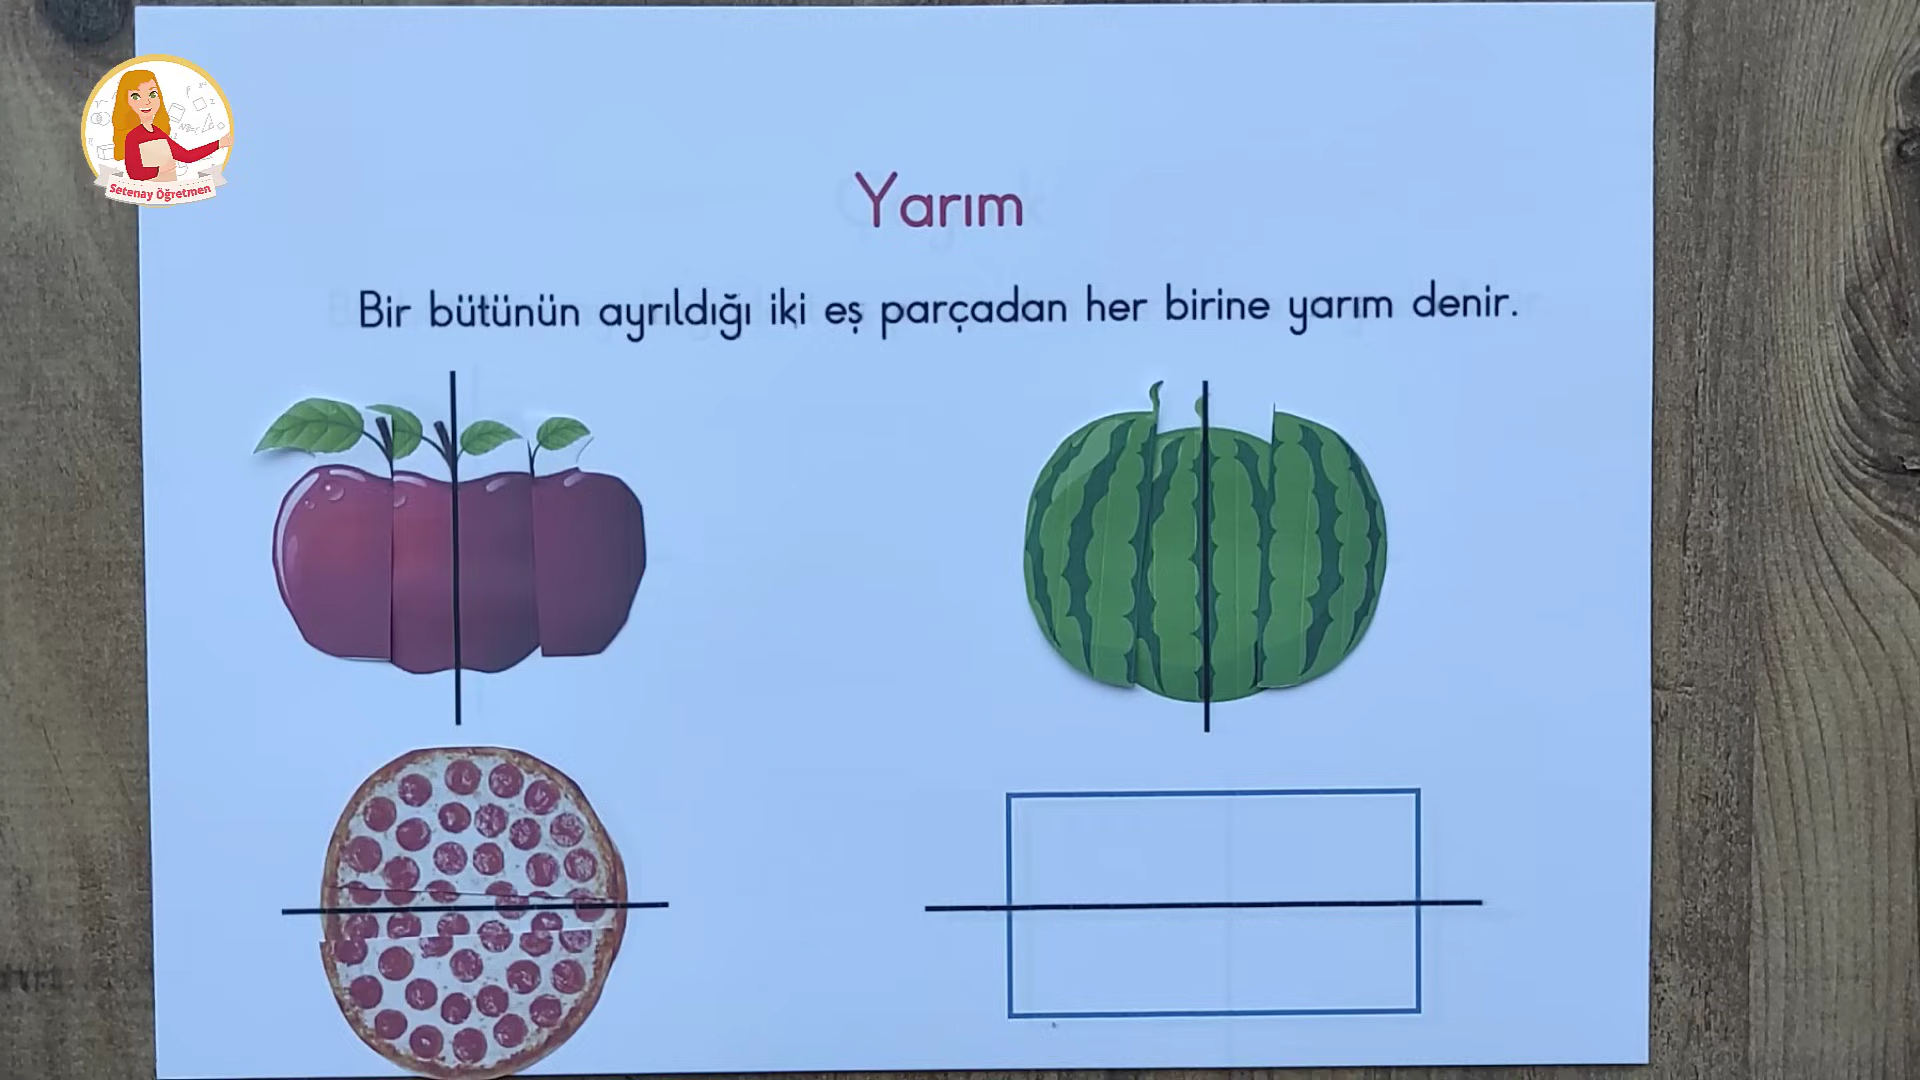 Setenay Öğretmen
Yarım
Bir bütünün ayrıldığı iki eş parçadan her birine yarım denir.